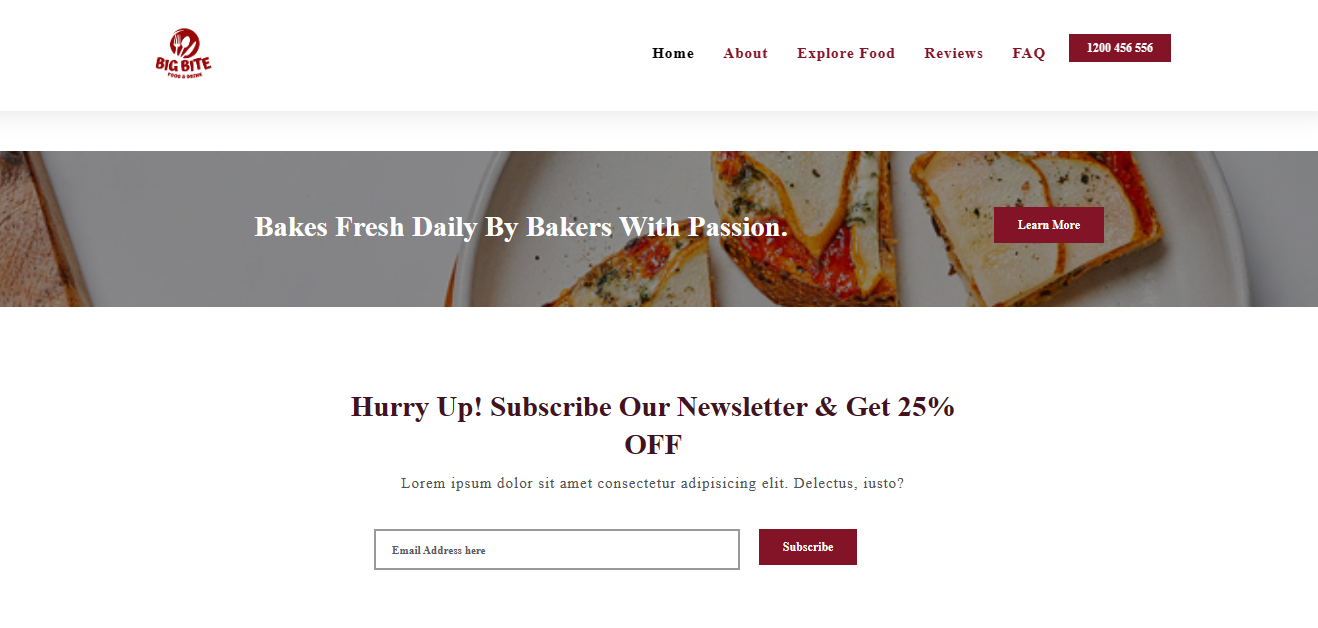 BIG BITE
FOOD & DRINK
Home About Explore Food Reviews FAQ 1200 456 556
Bakes Fresh Daily By Bakers With Passion.
Learn More
Hurry Up! Subscribe Our Newsletter & Get 25%
OFF
Lorem ipsum dolor sit amet consectetur adipisicing elit. Delectus, iusto?
Email Address here
Subscribe